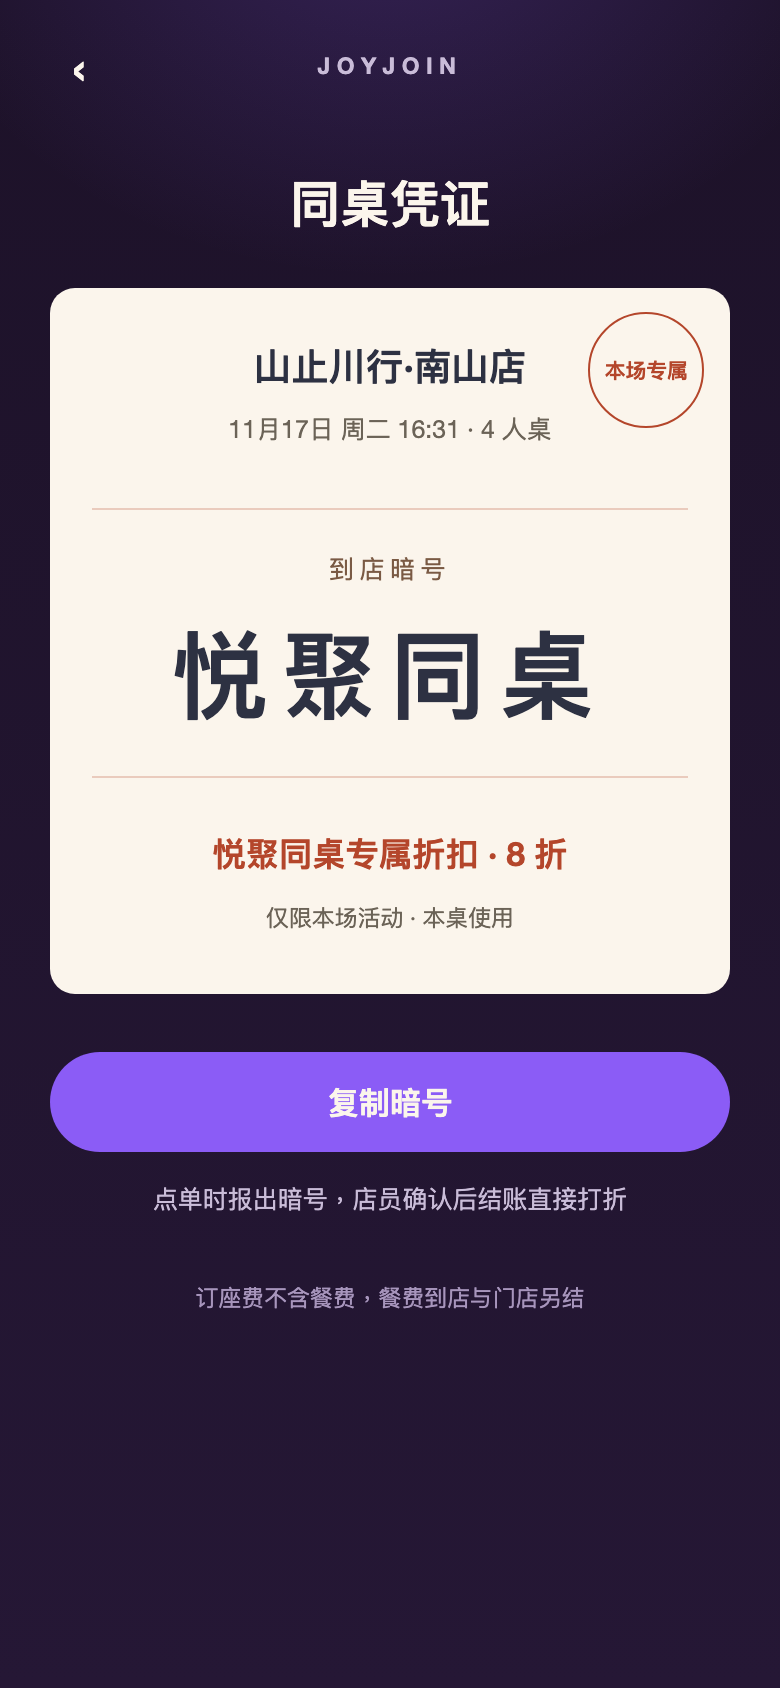 JOYJOIN
同桌凭证
山止川行·南山店
本场专属
11月17日 周二 16:31 · 4 人桌
到店暗号
悦聚同桌
悦聚同桌专属折扣 · 8 折
仅限本场活动 · 本桌使用
复制暗号
点单时报出暗号，店员确认后结账直接打折
订座费不含餐费，餐费到店与门店另结